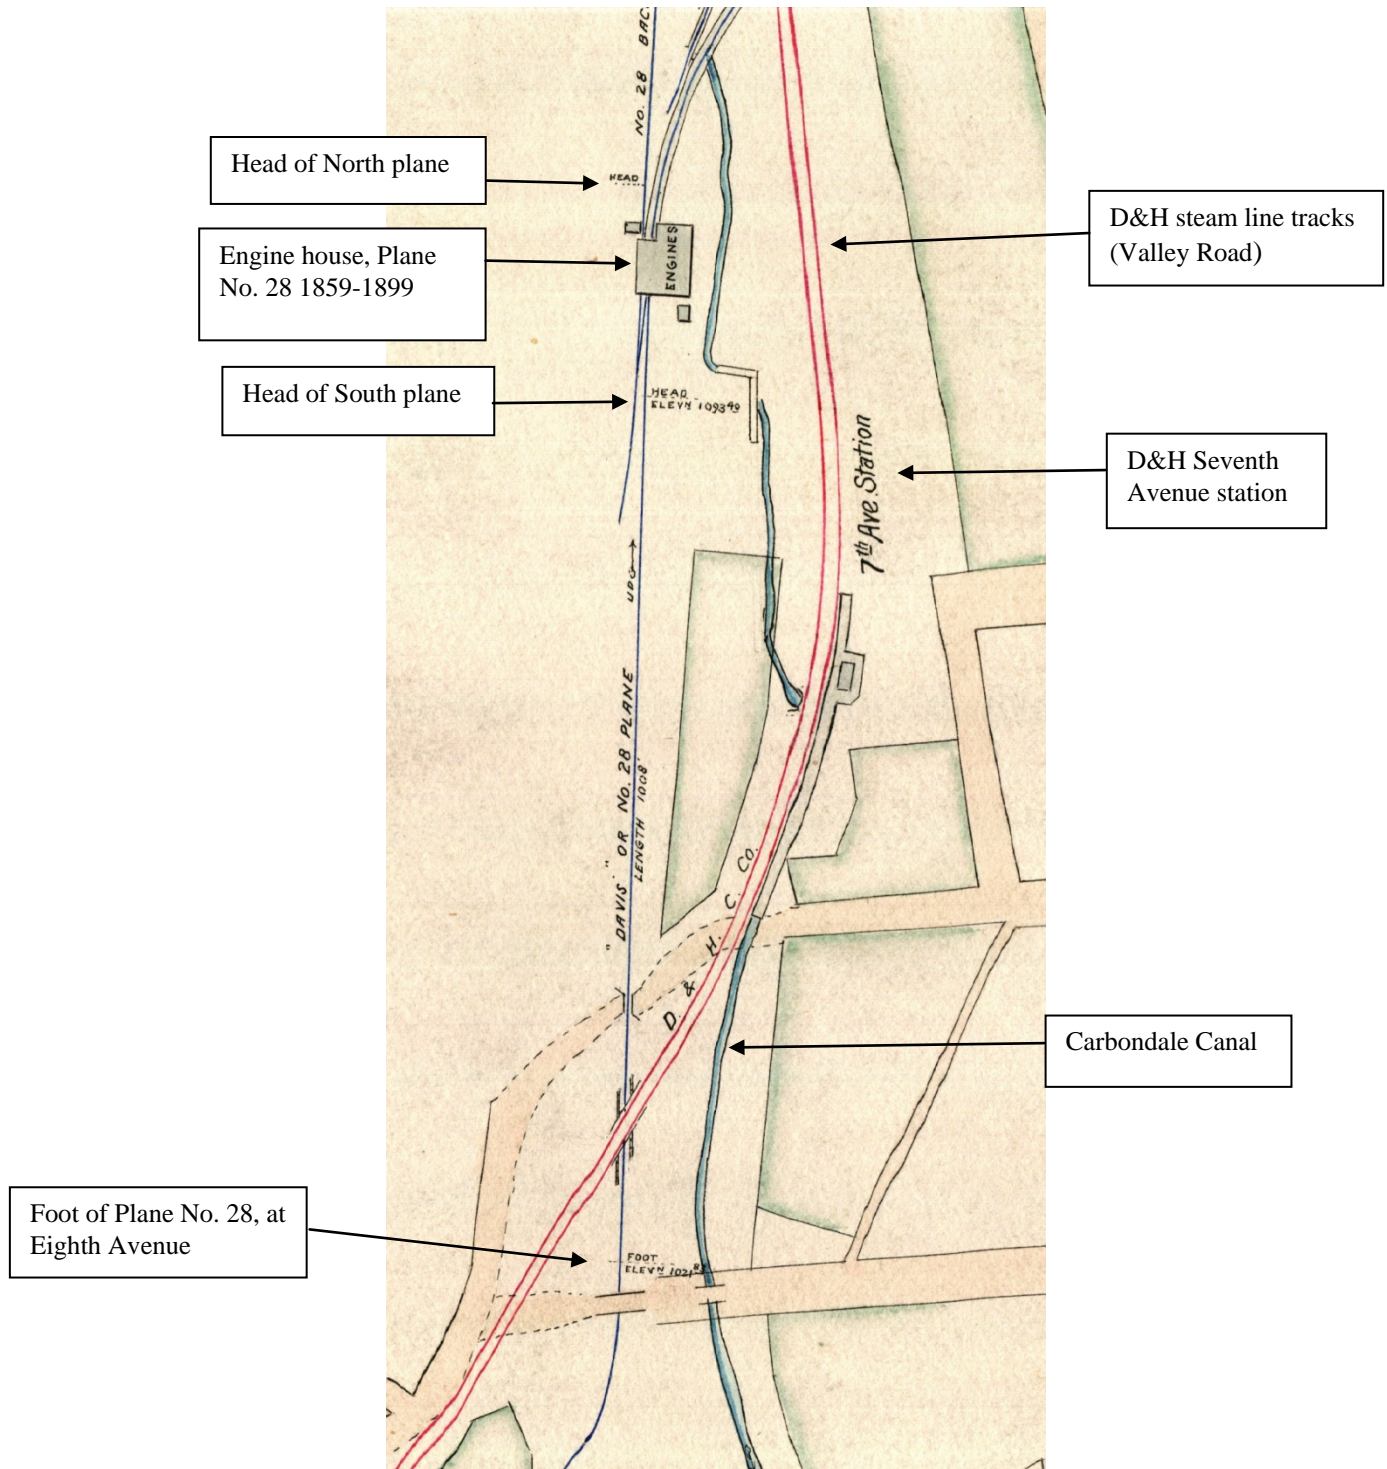 No. 28 BAC
Head of North plane
HEAD
Engine house, Plane
No. 28 1859-1899
ENGINES
D&H steam line tracks
(Valley Road)
Head of South plane
HEAD
ELEVN 1093 40
7th Ave. Station
D&H Seventh
Avenue station
"DAVIS" OR No. 28 PLANE
LENGTH 1008'
D. & H. C. Co.
Carbondale Canal
Foot of Plane No. 28, at
Eighth Avenue
FOOT
ELEVN 1021